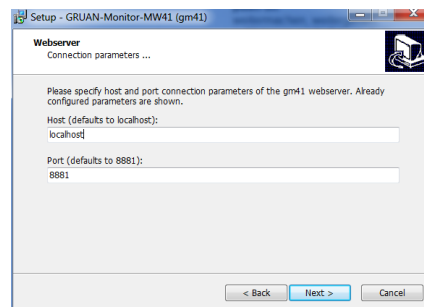 Setup - GRUAN-Monitor-MW41 (gm41)
Webserver
Connection parameters ...
Please specify host and port connection parameters of the gm41 webserver. Already
configured parameters are shown.
Host (defaults to localhost):
localhost
Port (defaults to 8881):
8881
< Back
Next >
Cancel